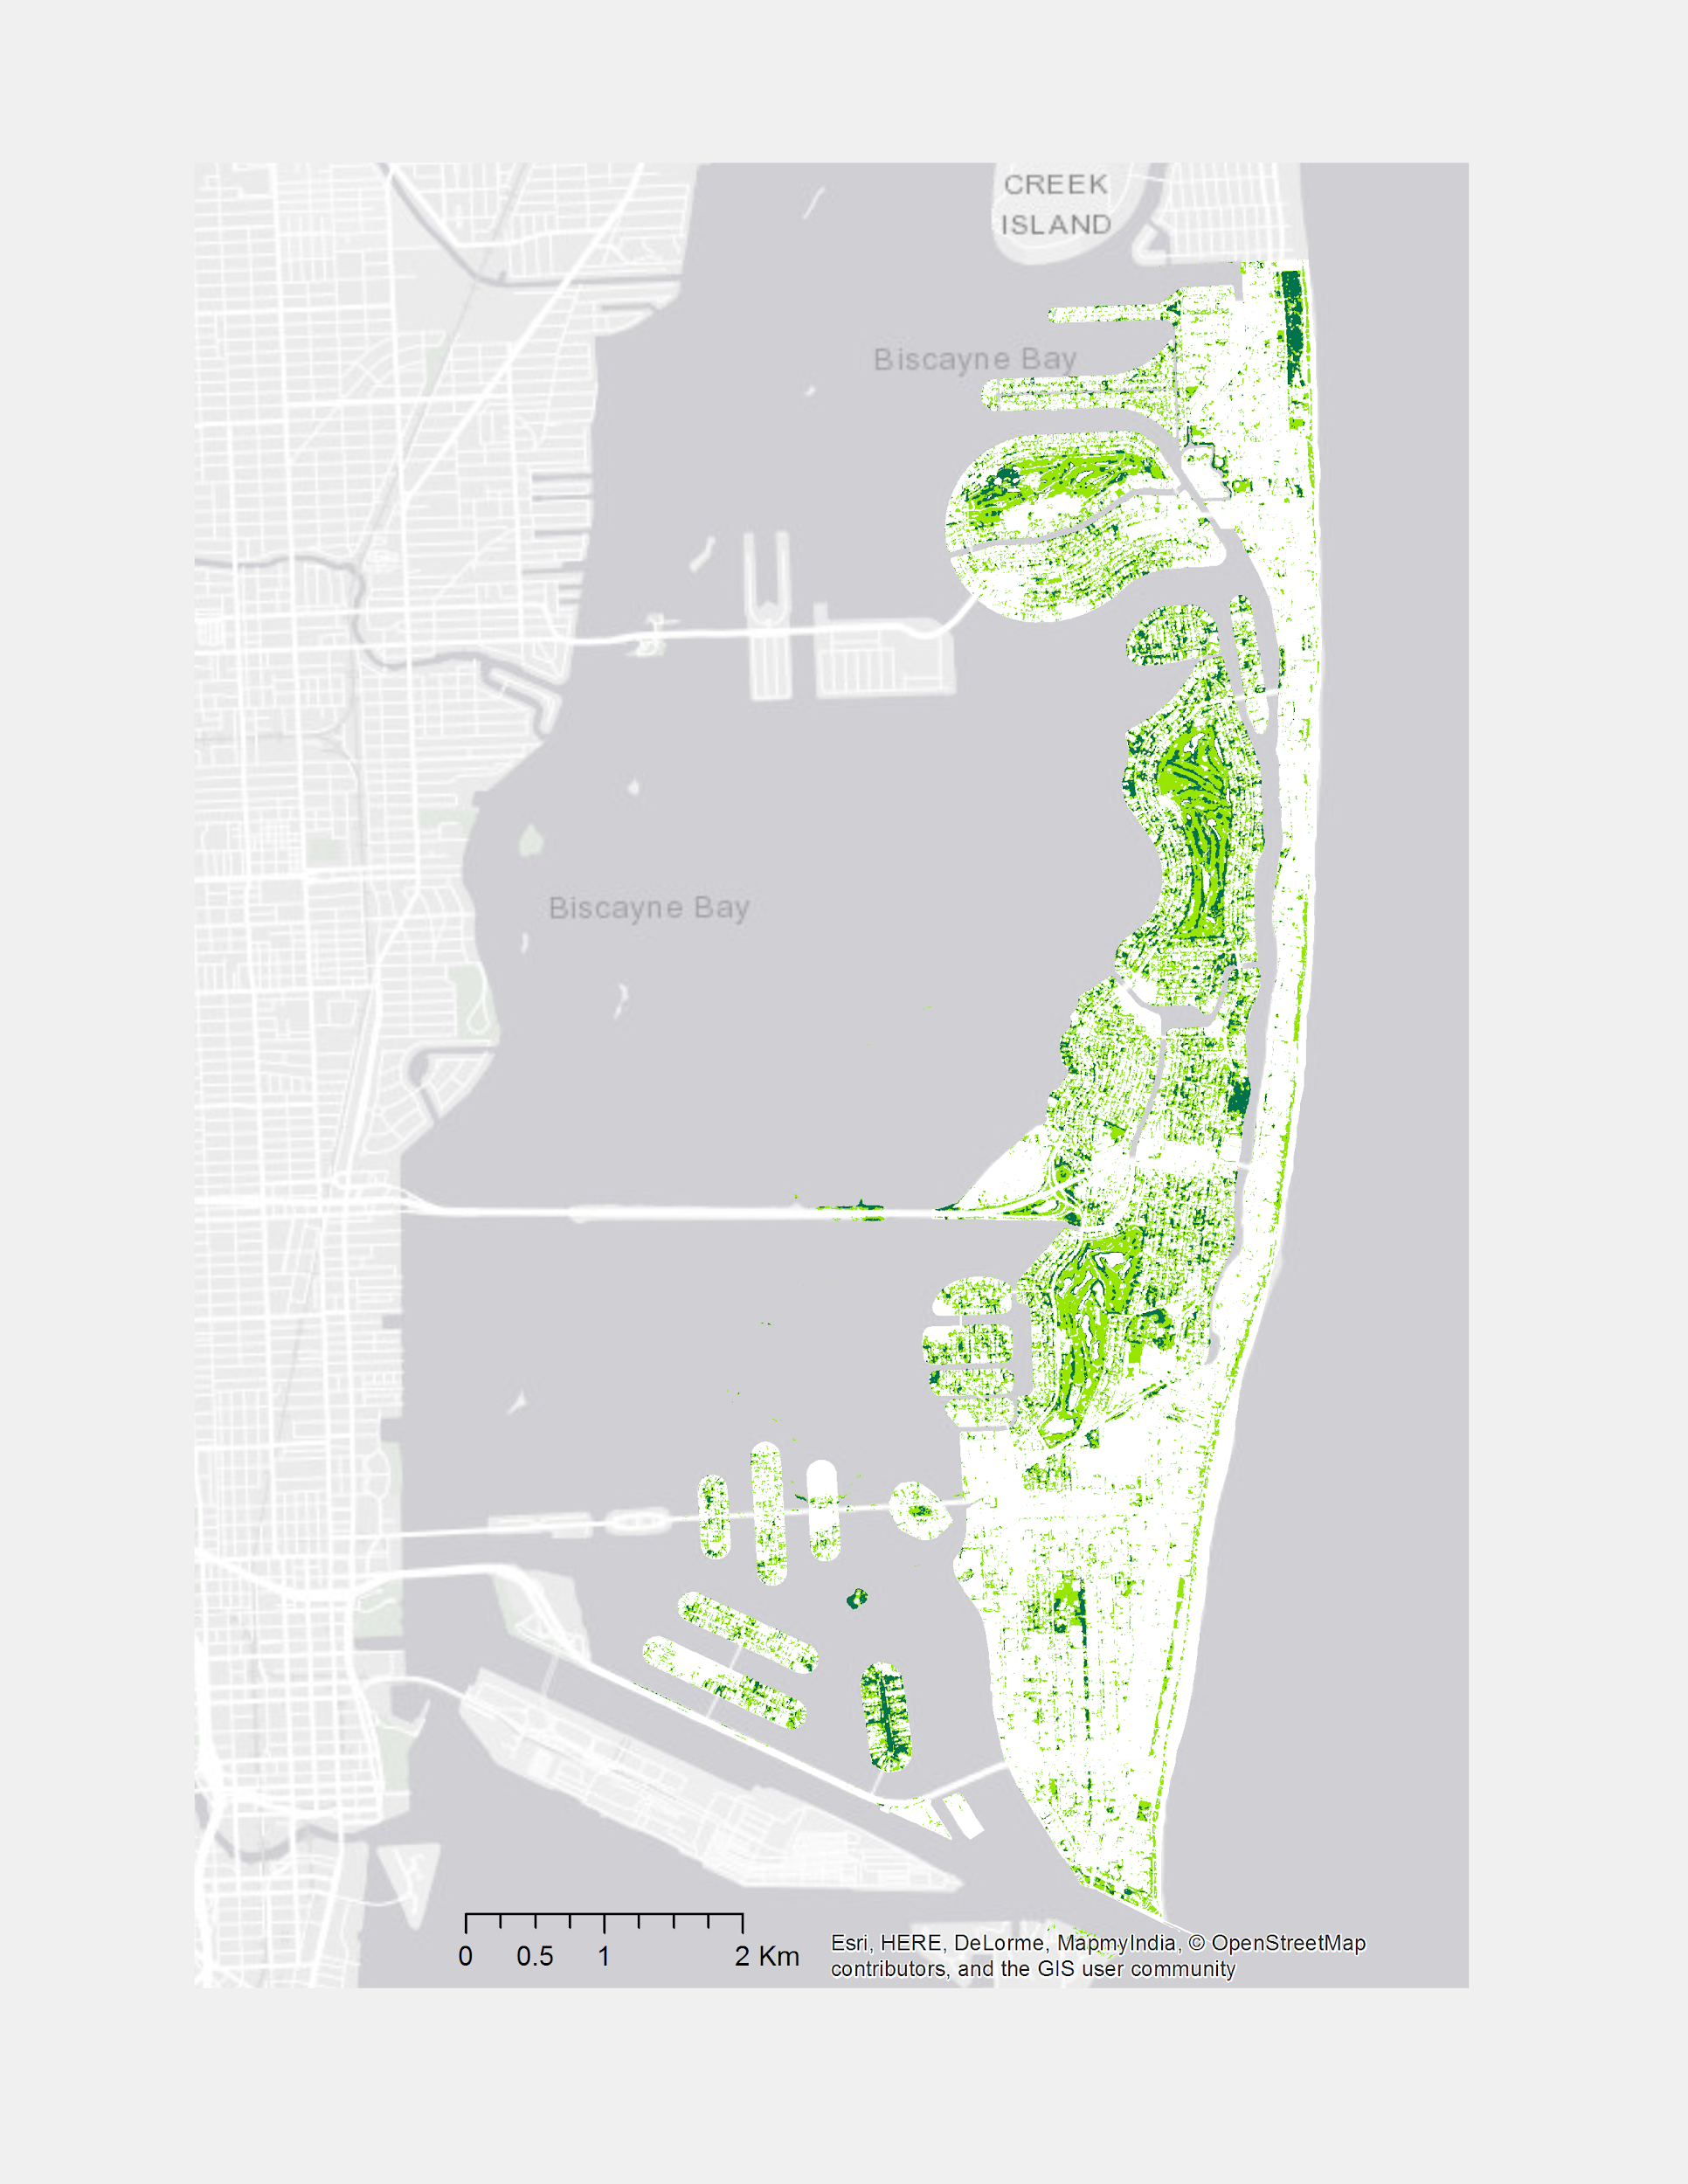 CREEK
ISLAND
Biscayne Bay
Biscayne Bay
0 0.5 1 2 Km
Esri, HERE, DeLorme, MapmyIndia, © OpenStreetMap
contributors, and the GIS user community